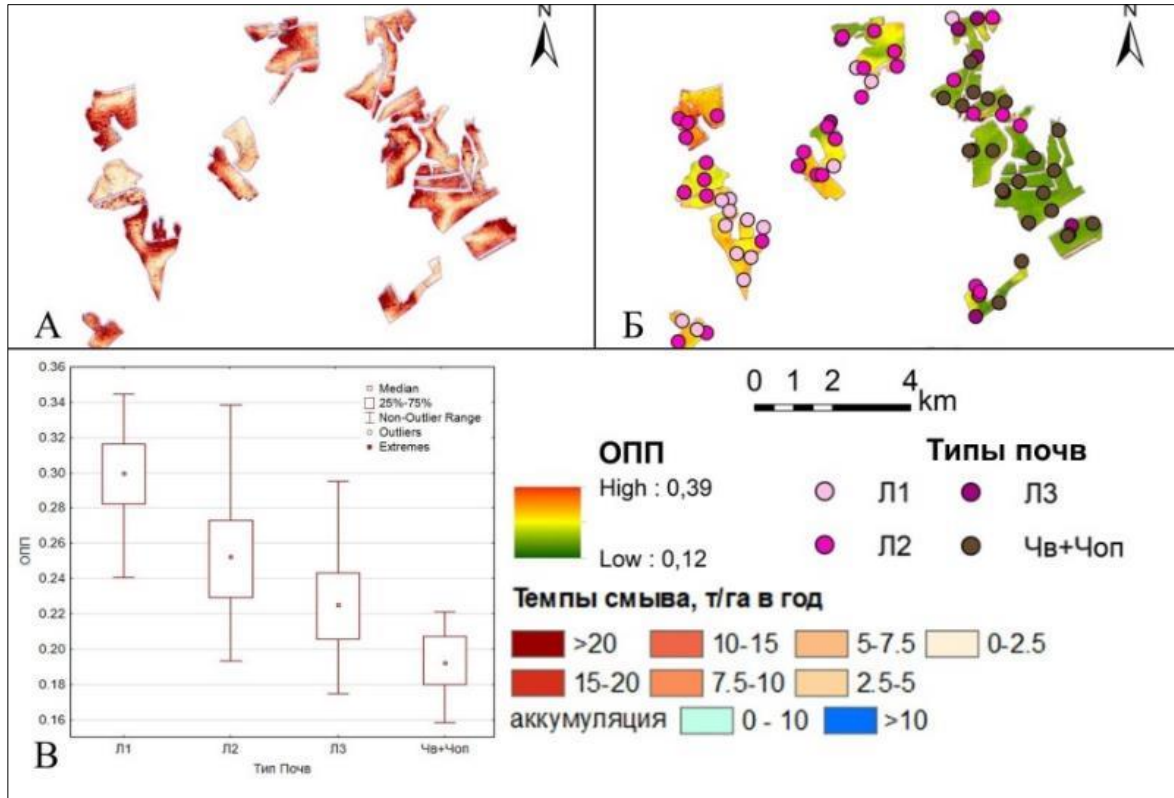 N
А
N
Б
0.36
0.34
0.32
0.30
0.28
0.26
0.24
0.22
0.20
0.18
0.16
ОПП
Median
25%-75%
Non-Outlier Range
Outliers
Extremes
Л1 Л2 Л3 Чв+Чоп
Тип Почв
В
0 1 2 4
km
ОПП
High : 0,39
Low : 0,12
Типы почв
Л1 Л3
Л2 Чв+Чоп
Темпы смыва, т/га в год
>20 10-15 5-7.5 0-2.5
15-20 7.5-10 2.5-5
аккумуляция 0 - 10 >10